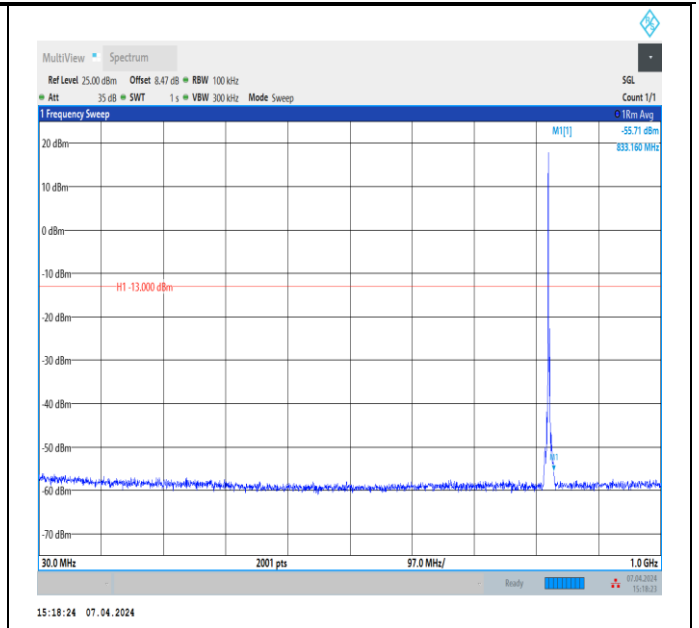 MultiView Spectrum
Ref Level 25.00 dBm Offset 8.47 dB RBW 100 kHz SGL
Att 35 dB SWT 1 s VBW 300 kHz Mode Sweep Count 1/1
1 Frequency Sweep 1Rm Avg
M1[1] -55.71 dBm
833.160 MHz
20 dBm
10 dBm
0 dBm
-10 dBm
H1 -13.000 dBm
-20 dBm
-30 dBm
-40 dBm
-50 dBm
M1
-60 dBm
-70 dBm
30.0 MHz 2001 pts 97.0 MHz/ 1.0 GHz
Ready 07.04.2024
15:18:23
15:18:24 07.04.2024